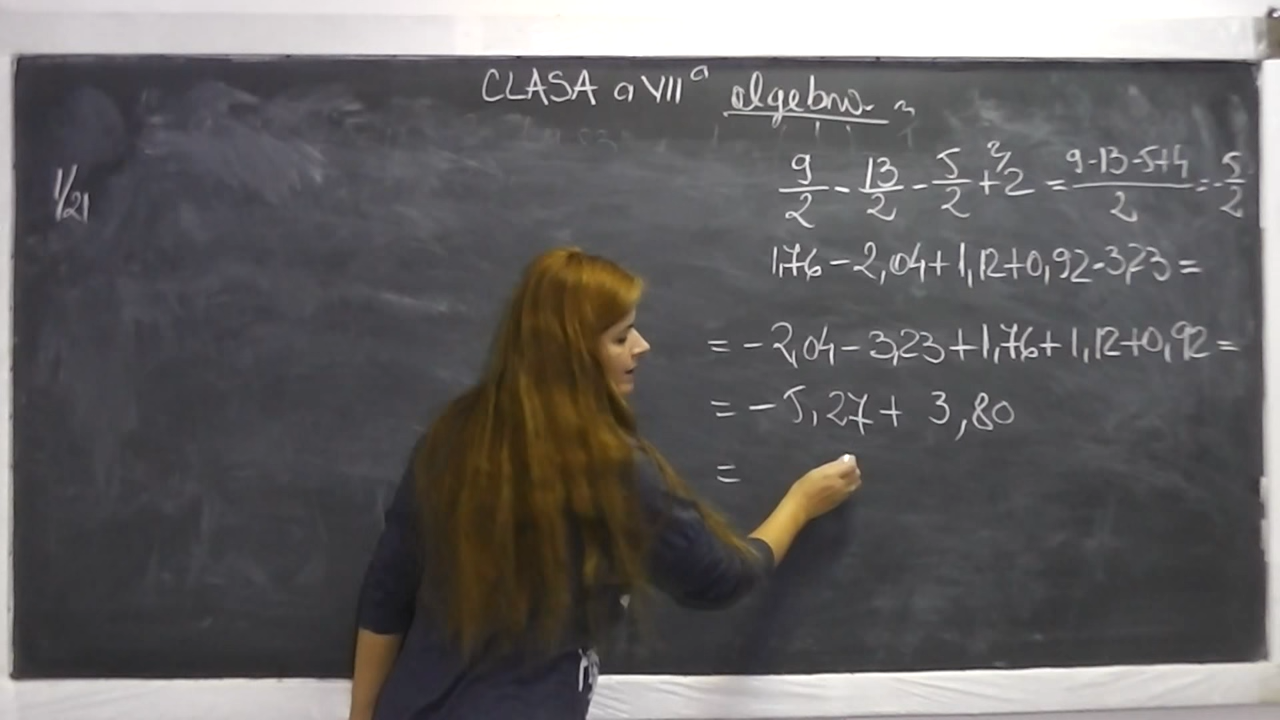 CLASA a VII a algebra
1/21
9/2 - 13/2 - 5/2 + 2/2 = 9-13-5+4/2 = -5/2
1,76 - 2,04 + 1,12 + 0,92 - 3,23 =
= - 2,04 - 3,23 + 1,76 + 1,12 + 0,92 =
= - 5,27 + 3,80
=